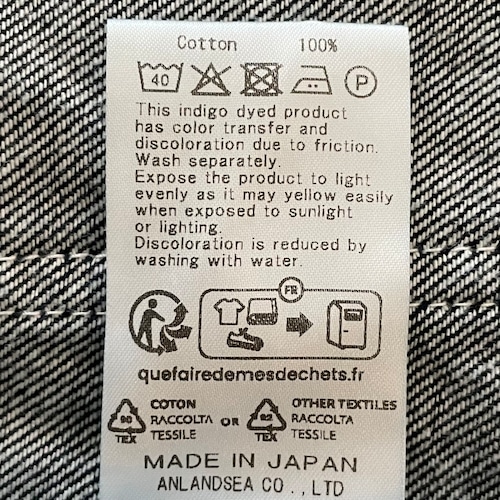 Cotton 100%
40 P
This indigo dyed product
has color transfer and
discoloration due to friction.
Wash separately.
Expose the product to light
evenly as it may yellow easily
when exposed to sunlight
or lighting.
Discoloration is reduced by
washing with water.
FR
quefairedemesdechets.fr
COTON OTHER TEXTILES
RACCOLTA OR RACCOLTA
TESSILE TESSILE
TEX TEX
MADE IN JAPAN
ANLANDSEA CO.,LTD